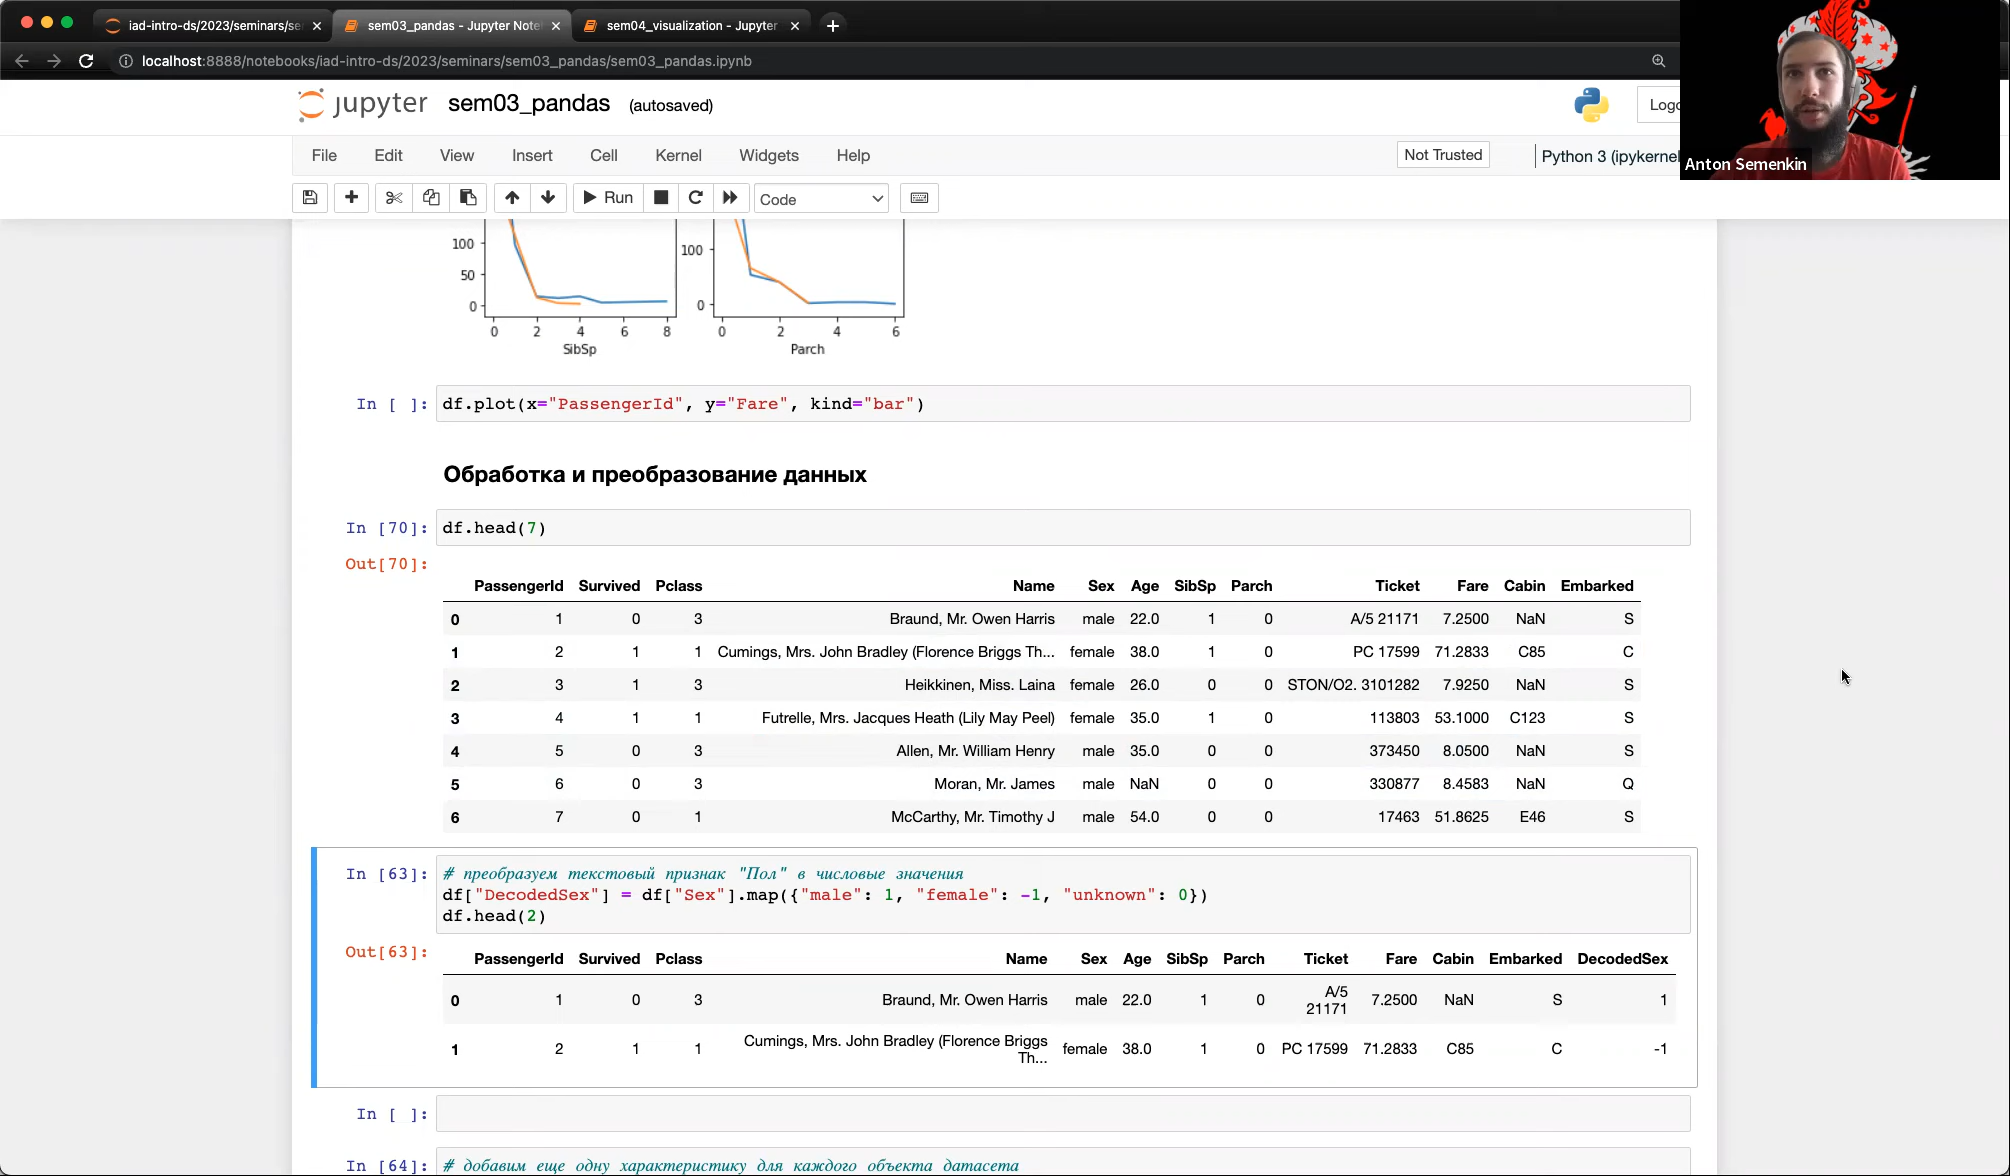 iad-intro-ds/2023/seminars/se
sem03_pandas - Jupyter Note
sem04_visualization - Jupyter
localhost:8888/notebooks/iad-intro-ds/2023/seminars/sem03_pandas/sem03_pandas.ipynb
jupyter sem03_pandas (autosaved)
Logo
File Edit View Insert Cell Kernel Widgets Help
Not Trusted
Python 3 (ipykernel
Anton Semenkin
Run
Code
100
50
0
0 2 4 6 8
SibSp
100
0
0 2 4 6
Parch
In [ ]: df.plot(x="PassengerId", y="Fare", kind="bar")
Обработка и преобразование данных
In [70]: df.head(7)
Out[70]:
PassengerId Survived Pclass Name Sex Age SibSp Parch Ticket Fare Cabin Embarked
0 1 0 3 Braund, Mr. Owen Harris male 22.0 1 0 A/5 21171 7.2500 NaN S
1 2 1 1 Cumings, Mrs. John Bradley (Florence Briggs Th... female 38.0 1 0 PC 17599 71.2833 C85 C
2 3 1 3 Heikkinen, Miss. Laina female 26.0 0 0 STON/O2. 3101282 7.9250 NaN S
3 4 1 1 Futrelle, Mrs. Jacques Heath (Lily May Peel) female 35.0 1 0 113803 53.1000 C123 S
4 5 0 3 Allen, Mr. William Henry male 35.0 0 0 373450 8.0500 NaN S
5 6 0 3 Moran, Mr. James male NaN 0 0 330877 8.4583 NaN Q
6 7 0 1 McCarthy, Mr. Timothy J male 54.0 0 0 17463 51.8625 E46 S
In [63]: # преобразуем текстовый признак "Пол" в числовые значения
df["DecodedSex"] = df["Sex"].map({"male": 1, "female": -1, "unknown": 0})
df.head(2)
Out[63]:
PassengerId Survived Pclass Name Sex Age SibSp Parch Ticket Fare Cabin Embarked DecodedSex
0 1 0 3 Braund, Mr. Owen Harris male 22.0 1 0 A/5
21171 7.2500 NaN S 1
1 2 1 1 Cumings, Mrs. John Bradley (Florence Briggs
Th... female 38.0 1 0 PC 17599 71.2833 C85 C -1
In [ ]:
In [64]: # добавим еще одну характеристику для каждого объекта датасета